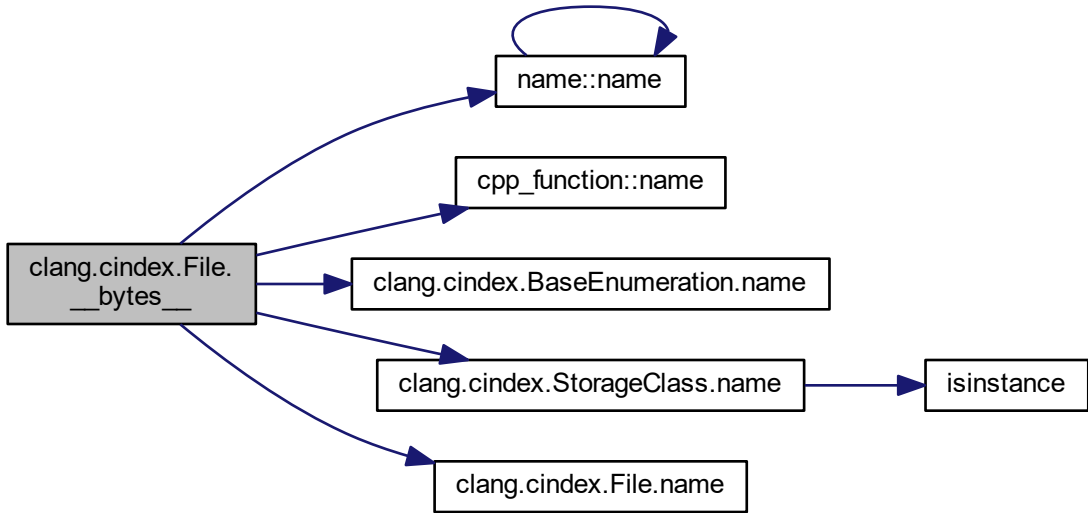 name::name
cpp_function::name
clang.cindex.File.
__bytes__
clang.cindex.BaseEnumeration.name
clang.cindex.StorageClass.name
isinstance
clang.cindex.File.name